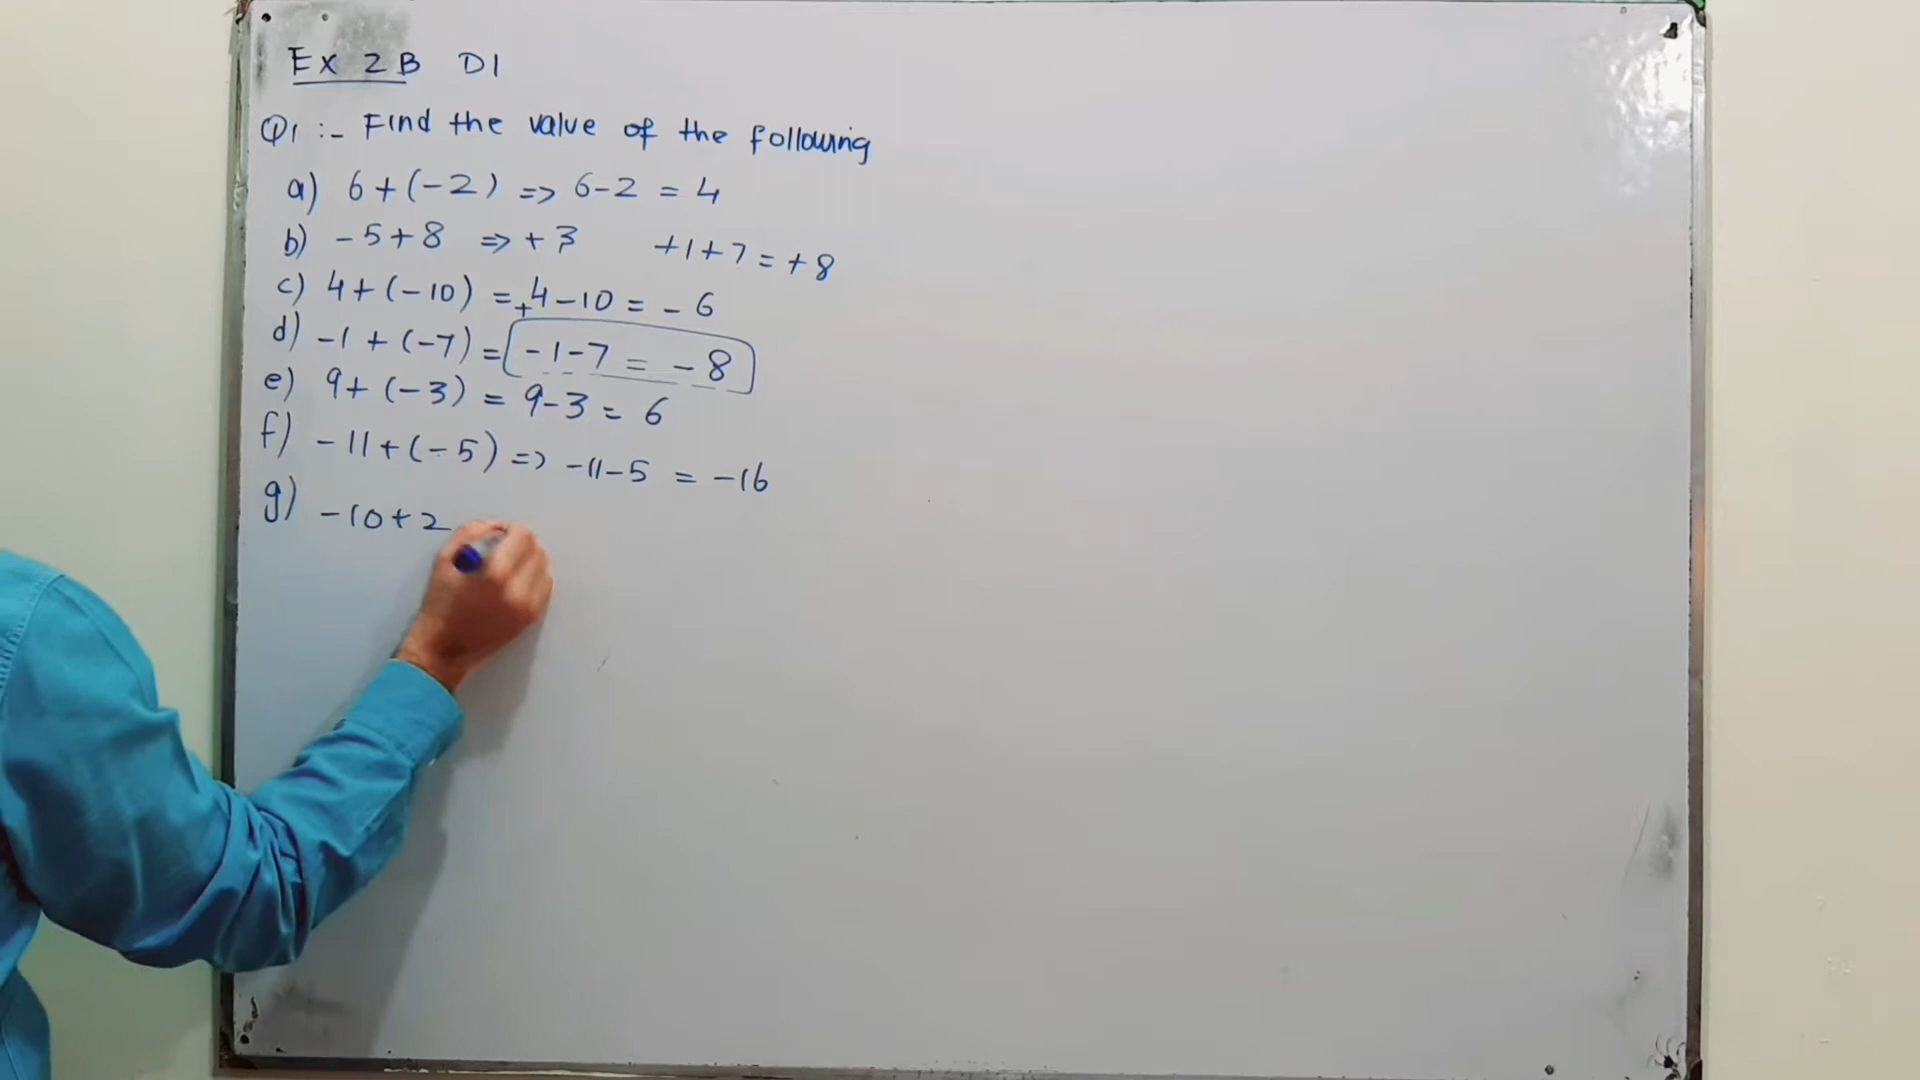 Ex 2B D1
Q1 :- Find the value of the following
a) 6+(-2) => 6-2 = 4
b) -5+8 => +3 +1+7=+8
c) 4+(-10) = +4-10 = -6
d) -1 + (-7) = -1-7 = -8
e) 9+ (-3) = 9-3 = 6
f) -11+(-5) => -11-5 = -16
g) -10+2